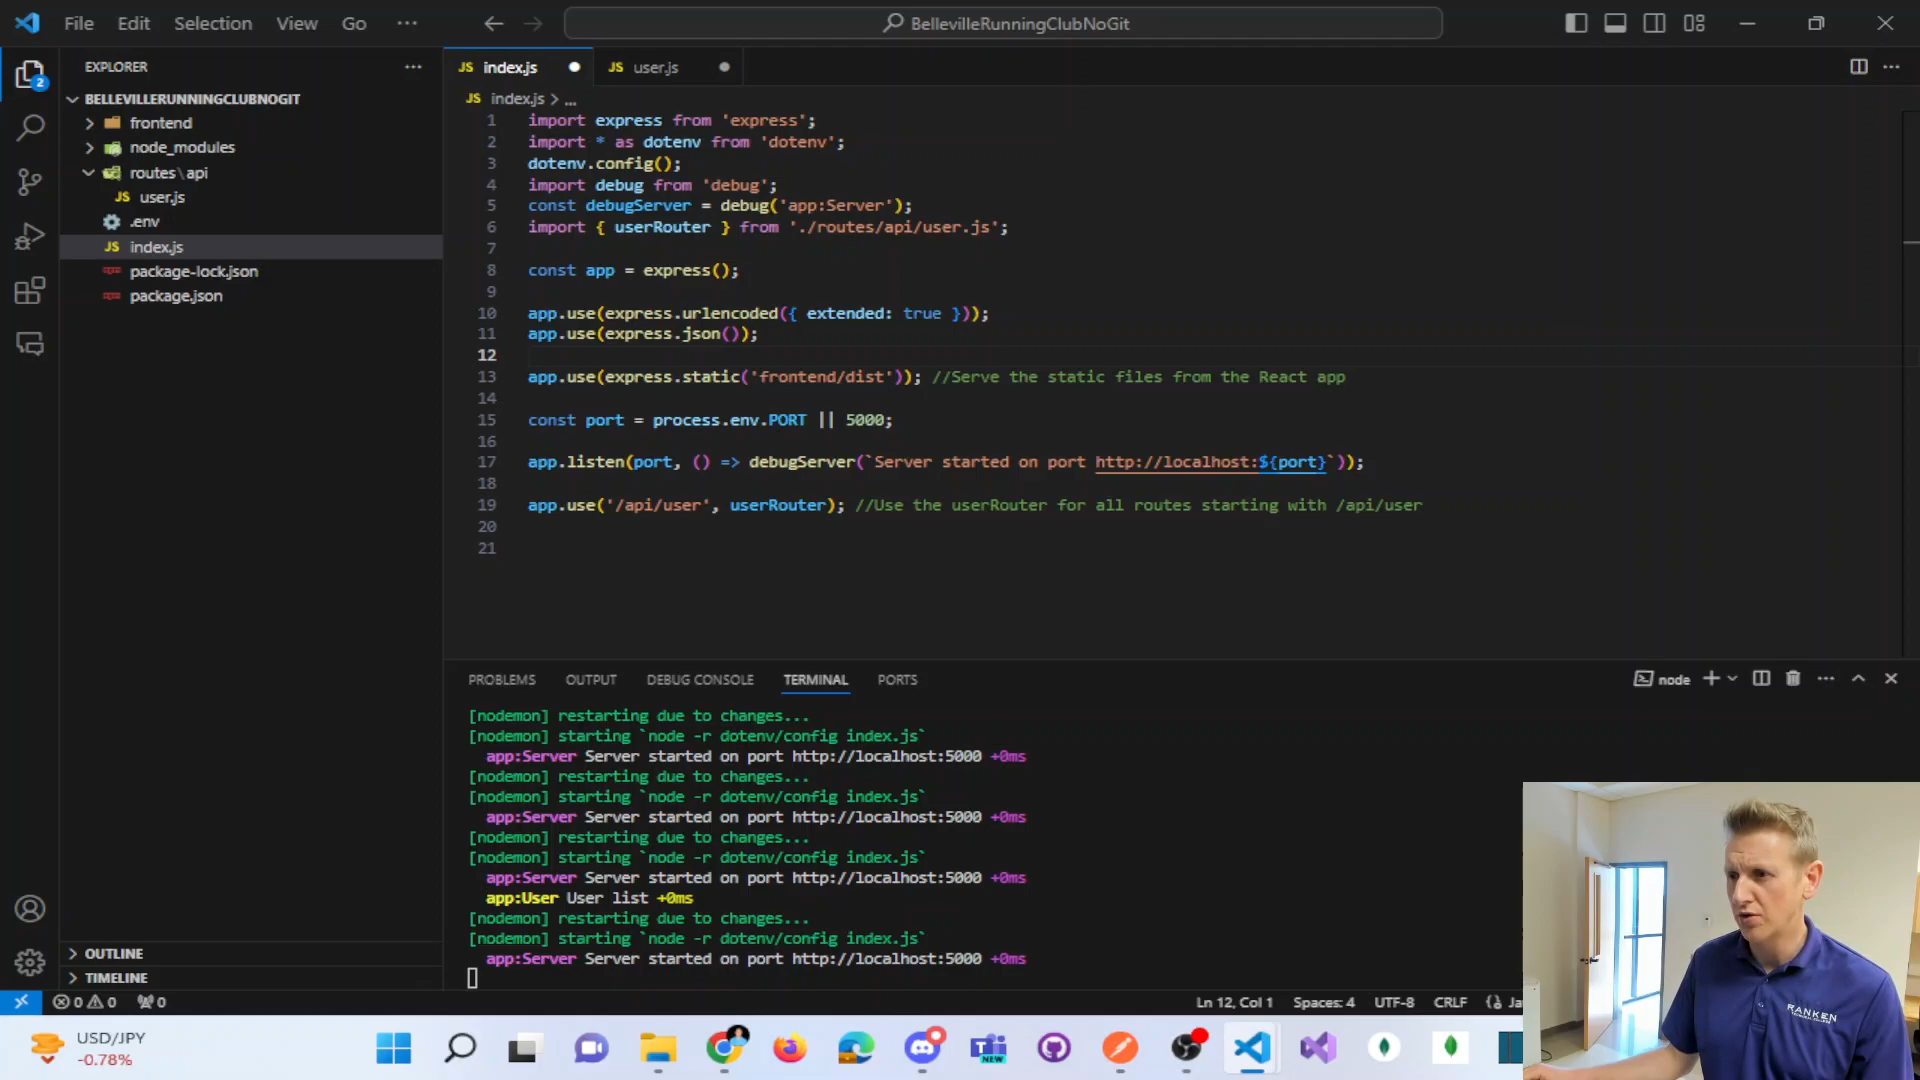 File Edit Selection View Go ···
BellevilleRunningClubNoGit
EXPLORER
2
BELLEVILLERUNNINGCLUBNOGIT
frontend
node_modules
routes\api
JS user.js
.env
JS index.js
package-lock.json
package.json
OUTLINE
TIMELINE
JS index.js
JS user.js
JS index.js > ...
1 import express from 'express';
2 import * as dotenv from 'dotenv';
3 dotenv.config();
4 import debug from 'debug';
5 const debugServer = debug('app:Server');
6 import { userRouter } from './routes/api/user.js';
7
8 const app = express();
9
10 app.use(express.urlencoded({ extended: true }));
11 app.use(express.json());
12
13 app.use(express.static('frontend/dist')); //Serve the static files from the React app
14
15 const port = process.env.PORT || 5000;
16
17 app.listen(port, () => debugServer(`Server started on port http://localhost:${port}`));
18
19 app.use('/api/user', userRouter); //Use the userRouter for all routes starting with /api/user
20
21
PROBLEMS OUTPUT DEBUG CONSOLE TERMINAL PORTS
node
[nodemon] restarting due to changes...
[nodemon] starting `node -r dotenv/config index.js`
app:Server Server started on port http://localhost:5000 +0ms
[nodemon] restarting due to changes...
[nodemon] starting `node -r dotenv/config index.js`
app:Server Server started on port http://localhost:5000 +0ms
[nodemon] restarting due to changes...
[nodemon] starting `node -r dotenv/config index.js`
app:Server Server started on port http://localhost:5000 +0ms
app:User User list +0ms
[nodemon] restarting due to changes...
[nodemon] starting `node -r dotenv/config index.js`
app:Server Server started on port http://localhost:5000 +0ms
0 0 0
Ln 12, Col 1 Spaces: 4 UTF-8 CRLF {} Ja
RANKEN
USD/JPY
-0.78%
NEW